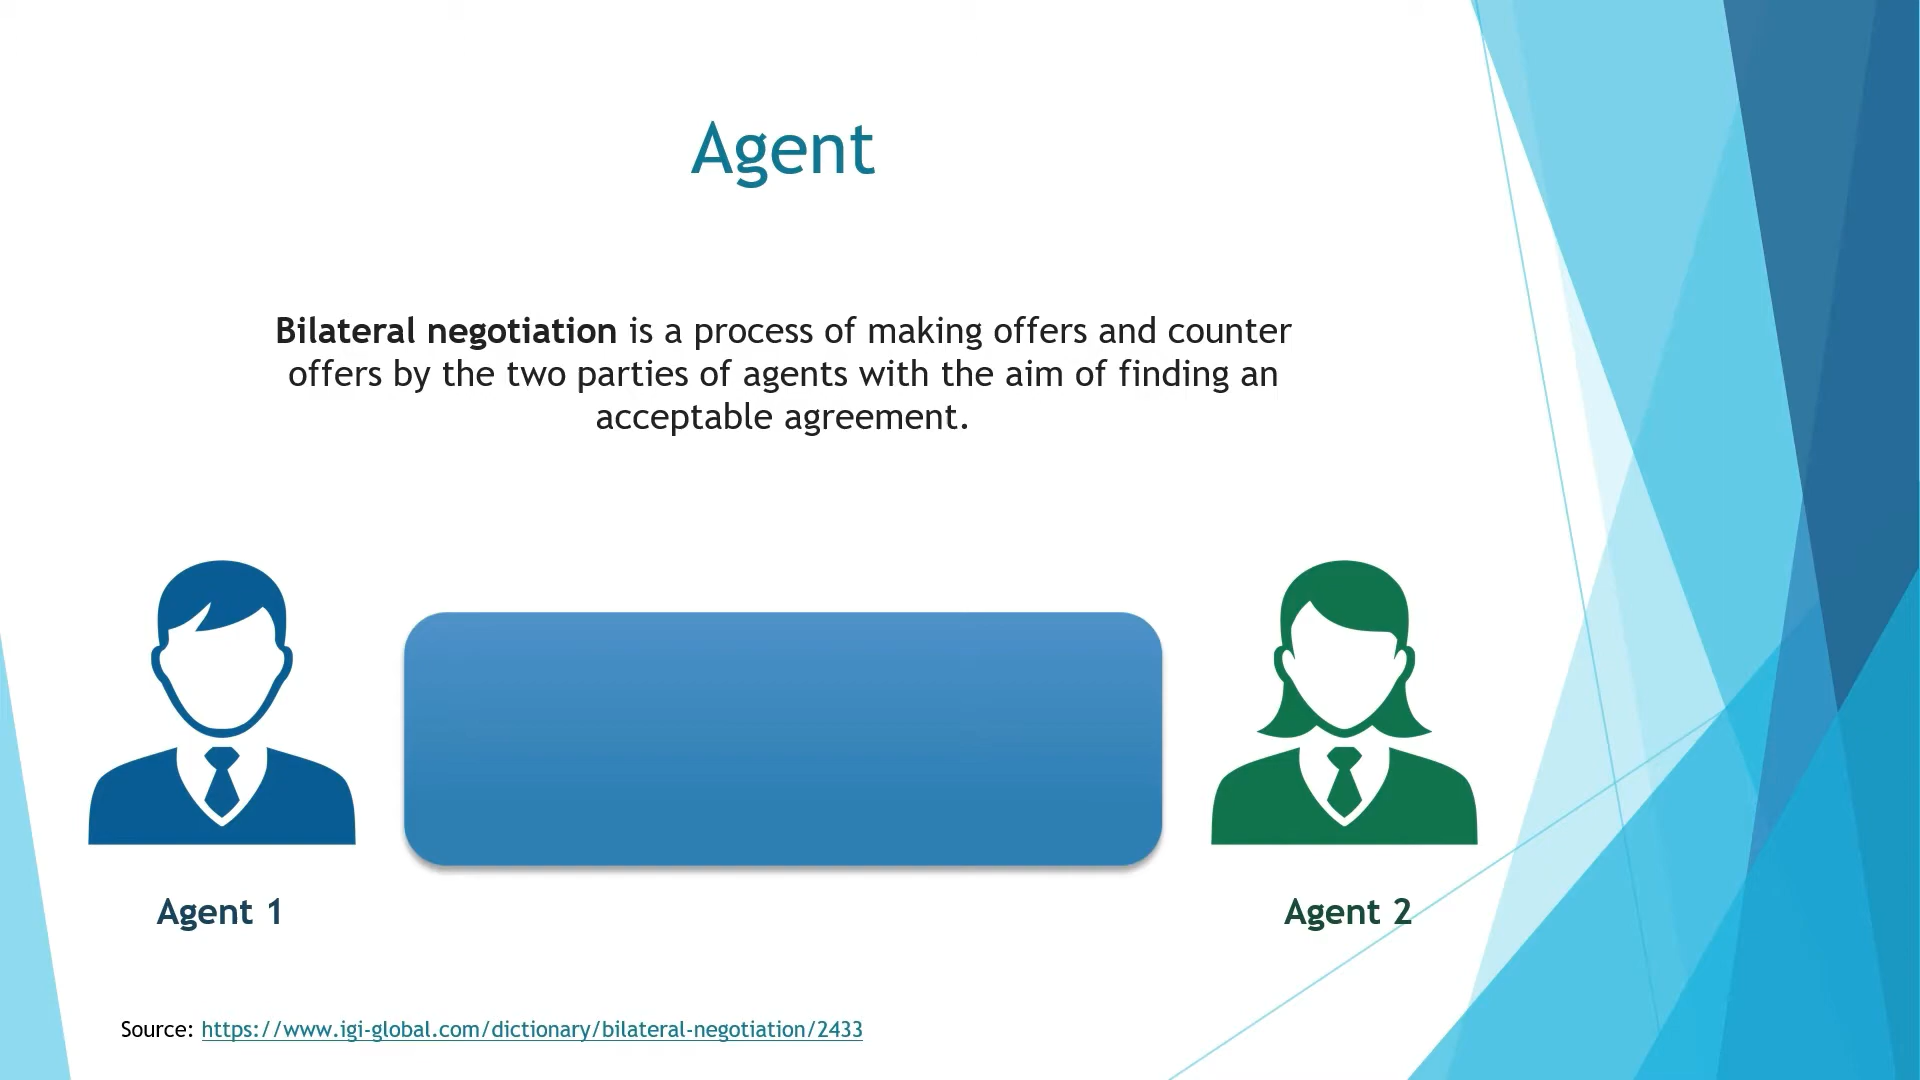 Agent
Bilateral negotiation is a process of making offers and counter
offers by the two parties of agents with the aim of finding an
acceptable agreement.
Agent 1
Agent 2
Source: https://www.igi-global.com/dictionary/bilateral-negotiation/2433